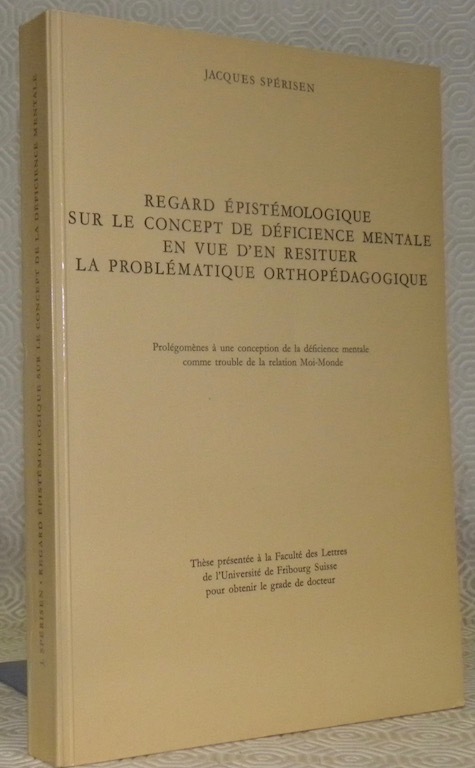 JACQUES SPÉRISEN
REGARD ÉPISTÉMOLOGIQUE
SUR LE CONCEPT DE DÉFICIENCE MENTALE
EN VUE D'EN RESITUER
LA PROBLÉMATIQUE ORTHOPÉDAGOGIQUE
Prolégomènes à une conception de la déficience mentale
comme trouble de la relation Moi-Monde
Thèse présentée à la Faculté des Lettres
de l'Université de Fribourg Suisse
pour obtenir le grade de docteur
J. SPÉRISEN - REGARD ÉPISTÉMOLOGIQUE SUR LE CONCEPT DE LA DÉFICIENCE MENTALE